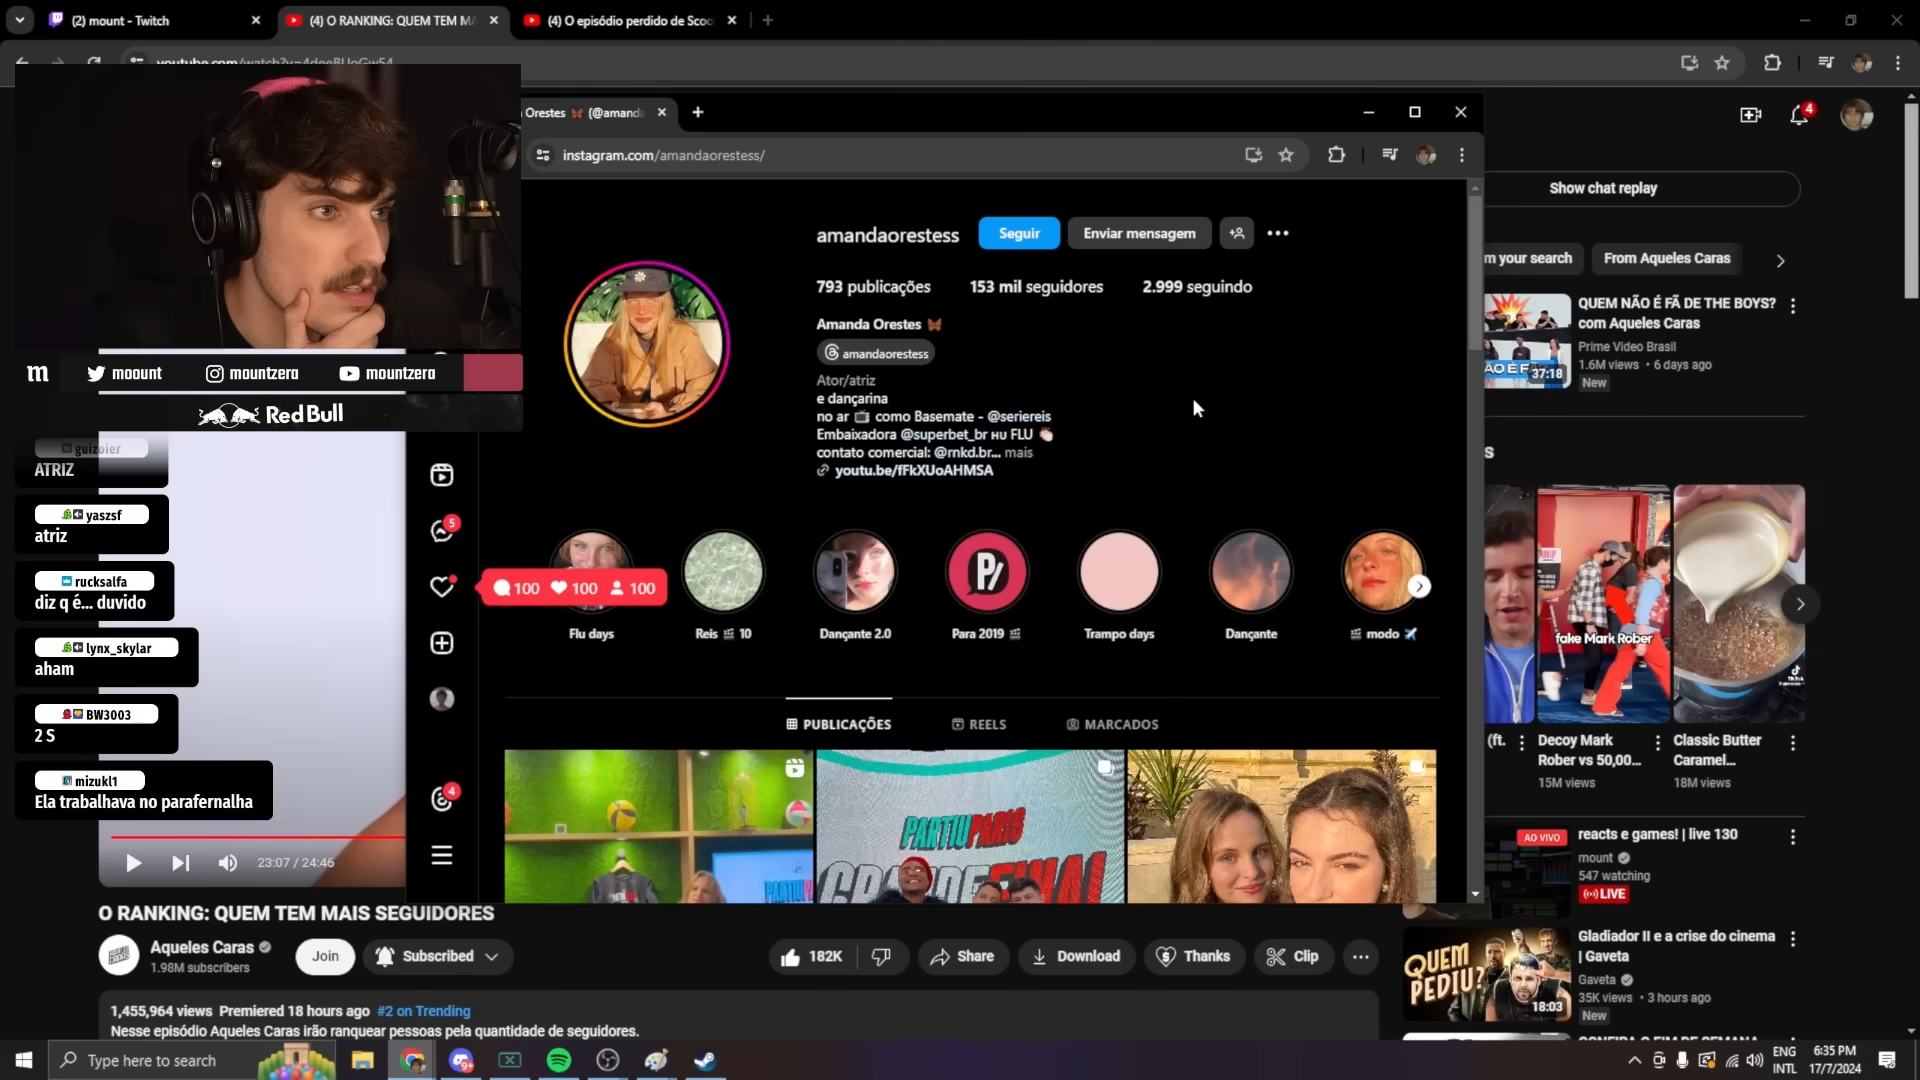 (2) mount - Twitch
(4) O RANKING: QUEM TEM MA
(4) O episódio perdido de Scoo
Orestes 🦋 (@amanda
instagram.com/amandaorestess/
4
Show chat replay
m your search
From Aqueles Caras
amandaorestess
Seguir
Enviar mensagem
793 publicações
153 mil seguidores
2.999 seguindo
Amanda Orestes 🦋
amandaorestess
Ator/atriz
e dançarina
no ar 📺 como Basemate - @seriereis
Embaixadora @superbet_br ʜᴜ FLU 👏🏻
contato comercial: @rnkd.br... mais
youtu.be/fFkXUoAHMSA
QUEM NÃO É FÃ DE THE BOYS?
com Aqueles Caras
Prime Video Brasil
1.6M views • 6 days ago
New
37:18
m
moount
mountzera
mountzera
Red Bull
guizoier
ATRIZ
yaszsf
atriz
rucksalfa
diz q é... duvido
lynx_skylar
aham
BW3003
2 S
mizukl1
Ela trabalhava no parafernalha
5
100
100
100
4
Flu days
Reis 🎬 10
Dançante 2.0
P/
Para 2019 🎬
Trampo days
Dançante
🎬 modo ✈️
PUBLICAÇÕES
REELS
MARCADOS
PARTIU PARIS
GRANDE FINAL
s
fake Mark Rober
(ft.
Decoy Mark
Rober vs 50,00...
15M views
Classic Butter
Caramel...
18M views
AO VIVO
reacts e games! | live 130
mount
547 watching
LIVE
QUEM
PEDIU?
18:03
Gladiador II e a crise do cinema
| Gaveta
Gaveta
35K views • 3 hours ago
New
23:07 / 24:46
O RANKING: QUEM TEM MAIS SEGUIDORES
Aqueles Caras
1.98M subscribers
Join
Subscribed
182K
Share
Download
Thanks
Clip
1,455,964 views Premiered 18 hours ago #2 on Trending
Nesse episódio Aqueles Caras irão ranquear pessoas pela quantidade de seguidores.
Type here to search
9+
ENG
INTL
6:35 PM
17/7/2024